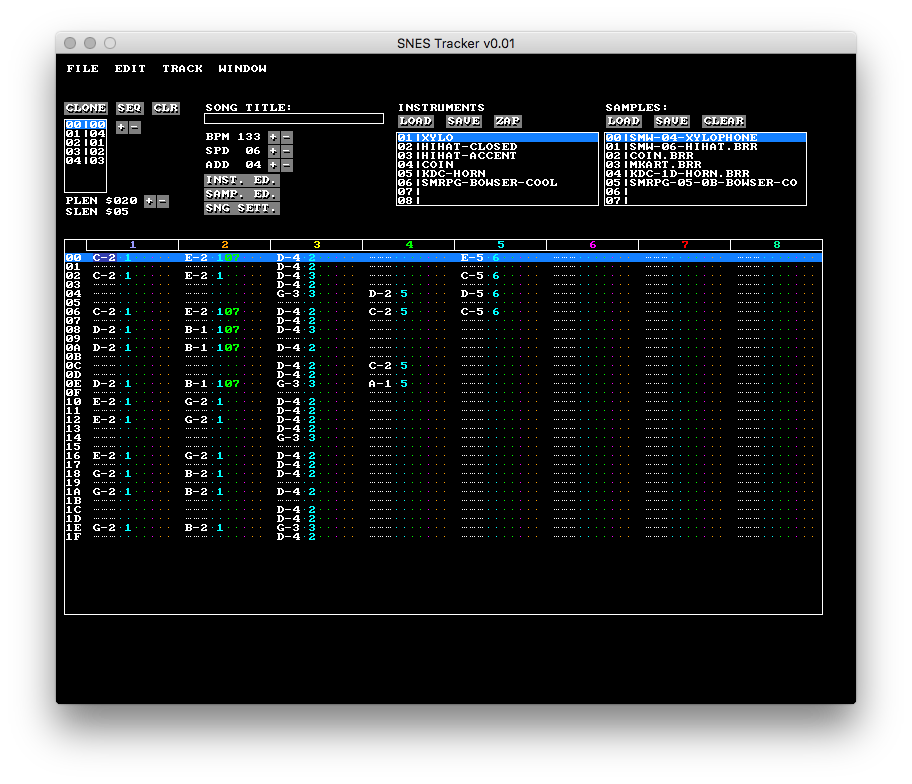 SNES Tracker v0.01
FILE EDIT TRACK WINDOW
CLONE SEQ CLR
00|00
01|04
02|01
03|02
04|03
+ -
PLEN $020 + -
SLEN $05
SONG TITLE:
BPM 133 + -
SPD 06 + -
ADD 04 + -
INST. ED.
SAMP. ED.
SNG SETT.
INSTRUMENTS
LOAD SAVE ZAP
01|XYLO
02|HIHAT-CLOSED
03|HIHAT-ACCENT
04|COIN
05|KDC-HORN
06|SMRPG-BOWSER-COOL
07|
08|
SAMPLES:
LOAD SAVE CLEAR
00|SMW-04-XYLOPHONE
01|SMW-06-HIHAT.BRR
02|COIN.BRR
03|MKART.BRR
04|KDC-1D-HORN.BRR
05|SMRPG-05-0B-BOWSER-CO
06|
07|
1 2 3 4 5 6 7 8
00 C-2 1 E-2 107 D-4 2 E-5 6
01 D-4 2
02 C-2 1 E-2 1 D-4 3 C-5 6
03 D-4 2
04 G-3 3 D-2 5 D-5 6
05
06 C-2 1 E-2 107 D-4 2 C-2 5 C-5 6
07 D-4 2
08 D-2 1 B-1 107 D-4 3
09
0A D-2 1 B-1 107 D-4 2
0B
0C D-4 2 C-2 5
0D D-4 2
0E D-2 1 B-1 107 G-3 3 A-1 5
0F
10 E-2 1 G-2 1 D-4 2
11 D-4 2
12 E-2 1 G-2 1 D-4 2
13 D-4 2
14 G-3 3
15
16 E-2 1 G-2 1 D-4 2
17 D-4 2
18 G-2 1 B-2 1 D-4 2
19
1A G-2 1 B-2 1 D-4 2
1B
1C D-4 2
1D D-4 2
1E G-2 1 B-2 1 G-3 3
1F D-4 2